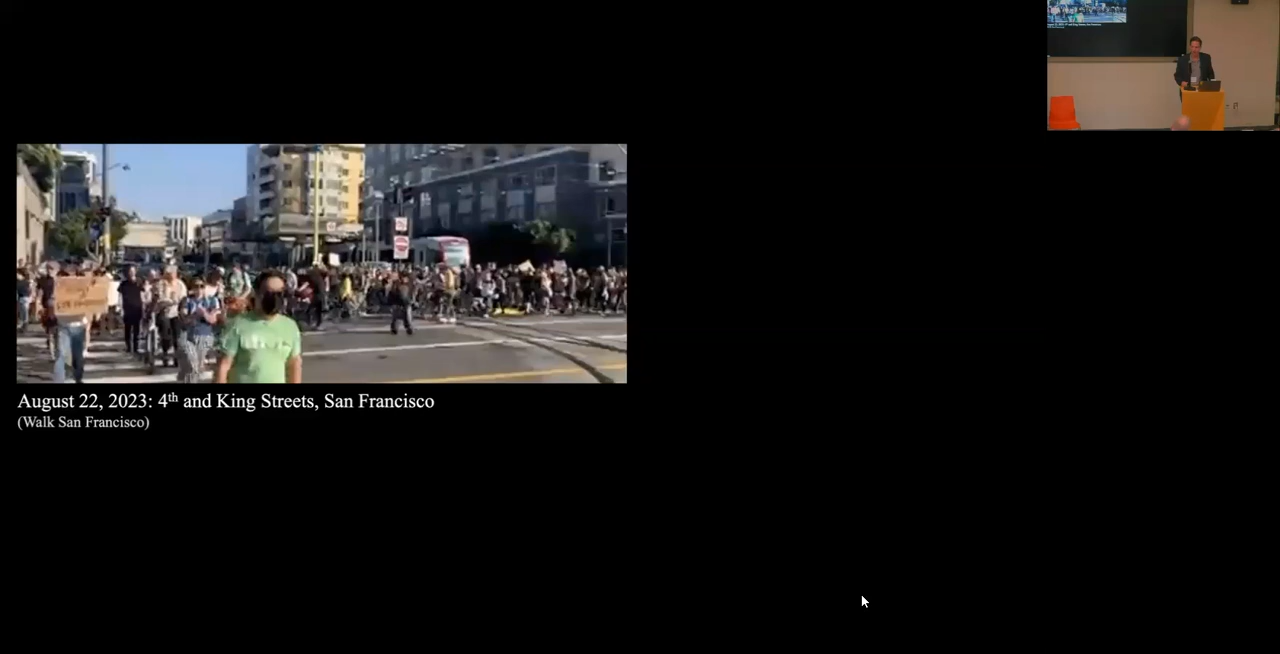 August 22, 2023: 4th and King Streets, San Francisco
(Walk San Francisco)